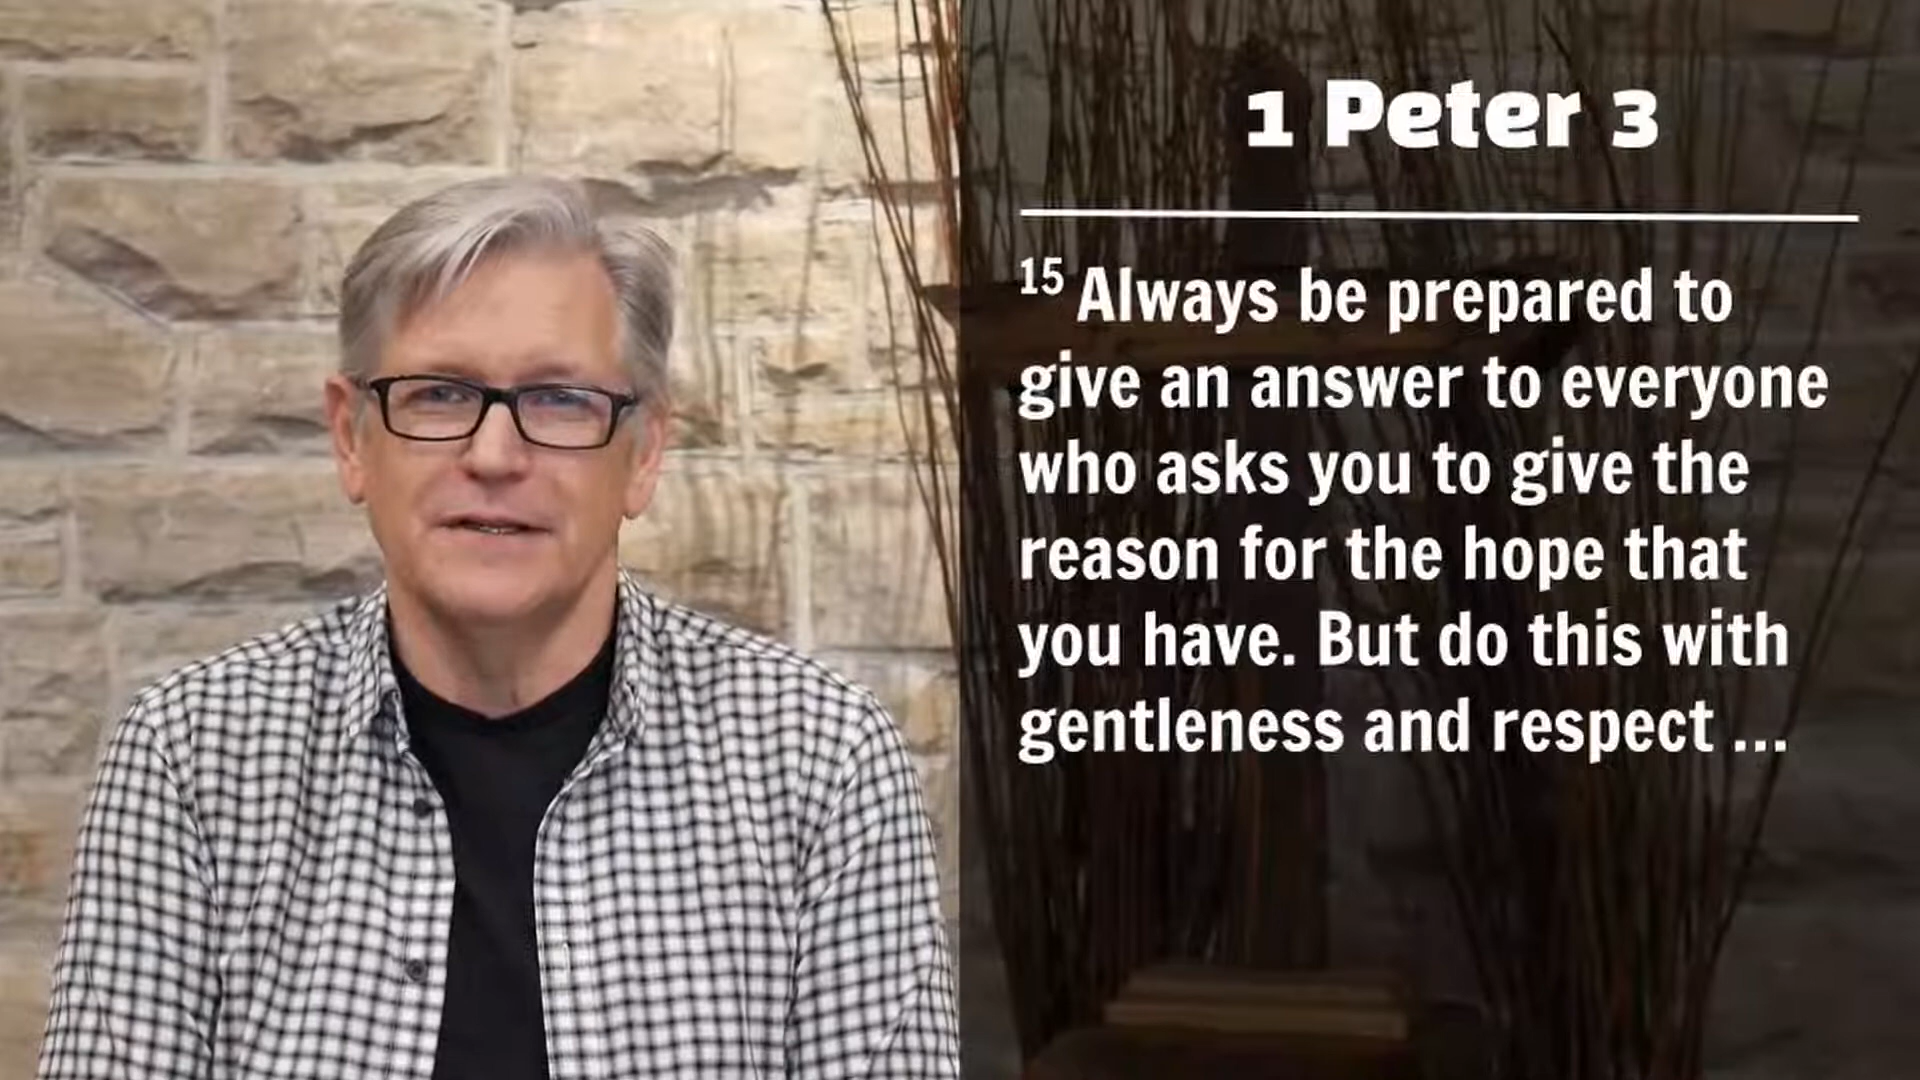 1 Peter 3
15 Always be prepared to
give an answer to everyone
who asks you to give the
reason for the hope that
you have. But do this with
gentleness and respect ...